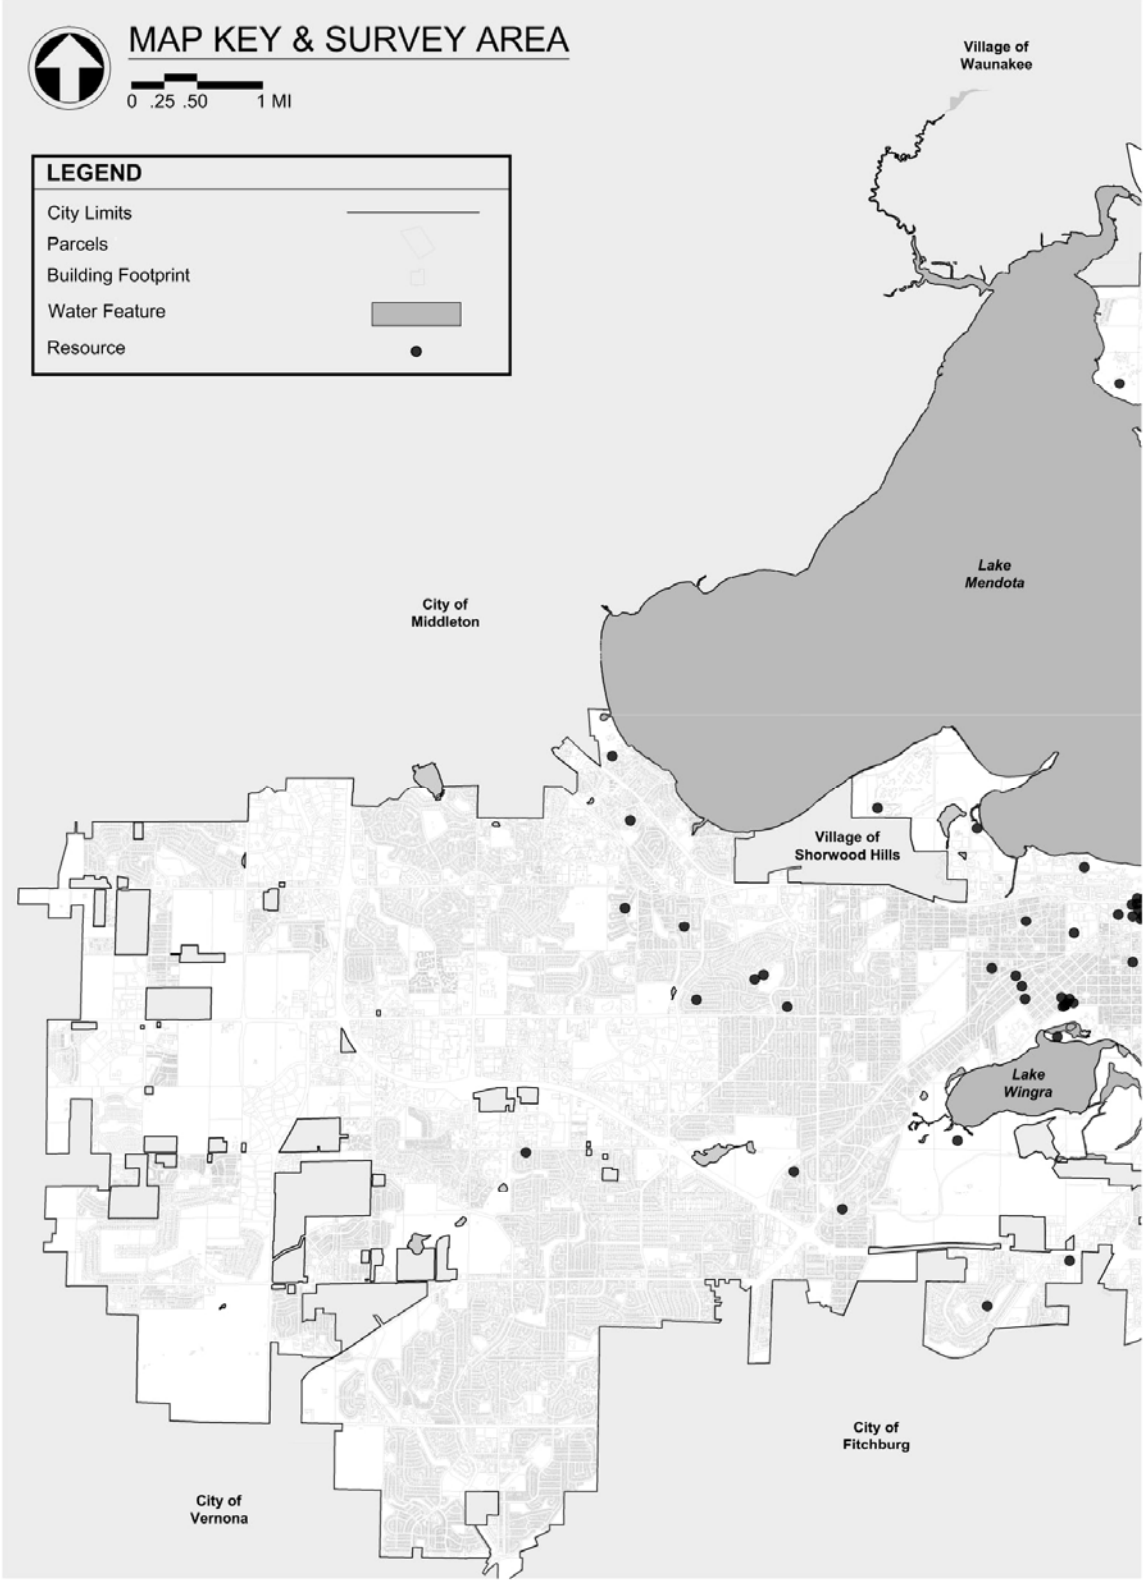 MAP KEY & SURVEY AREA
0 .25 .50 1 MI
LEGEND
City Limits
Parcels
Building Footprint
Water Feature
Resource
Village of
Waunakee
Lake
Mendota
City of
Middleton
Village of
Shorwood Hills
Lake
Wingra
City of
Fitchburg
City of
Vernona